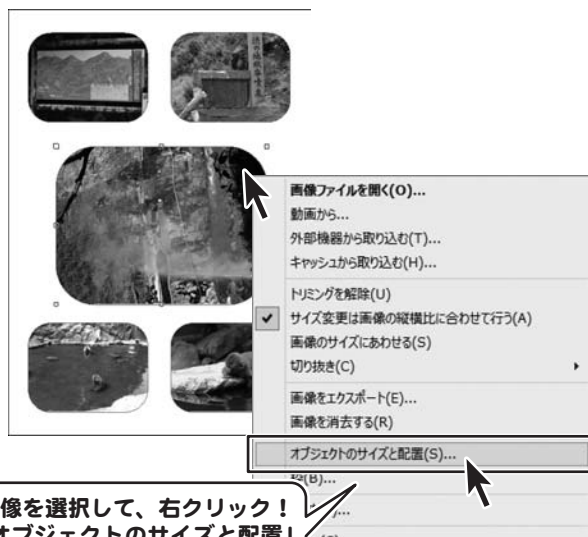 画像ファイルを開く(O)...
動画から...
外部機器から取り込む(T)...
キャッシュから取り込む(H)...
トリミングを解除(U)
サイズ変更は画像の縦横比に合わせて行う(A)
画像のサイズにあわせる(S)
切り抜き(C)
画像をエクスポート(E)...
画像を消去する(R)
オブジェクトのサイズと配置(S)...
(B)...
像を選択して、右クリック！
オブジェクトのサイズと配置」